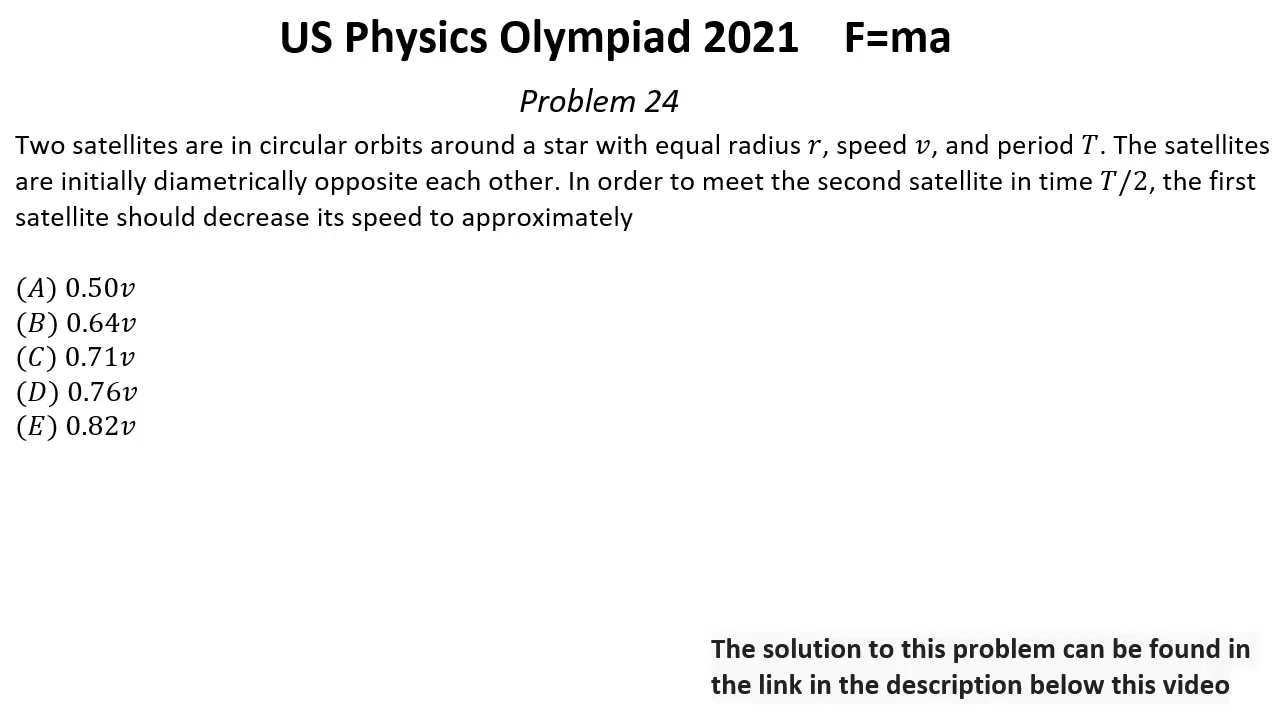 US Physics Olympiad 2021 F=ma
Problem 24
Two satellites are in circular orbits around a star with equal radius r, speed v, and period T. The satellites
are initially diametrically opposite each other. In order to meet the second satellite in time T/2, the first
satellite should decrease its speed to approximately
(A) 0.50v
(B) 0.64v
(C) 0.71v
(D) 0.76v
(E) 0.82v
The solution to this problem can be found in
the link in the description below this video